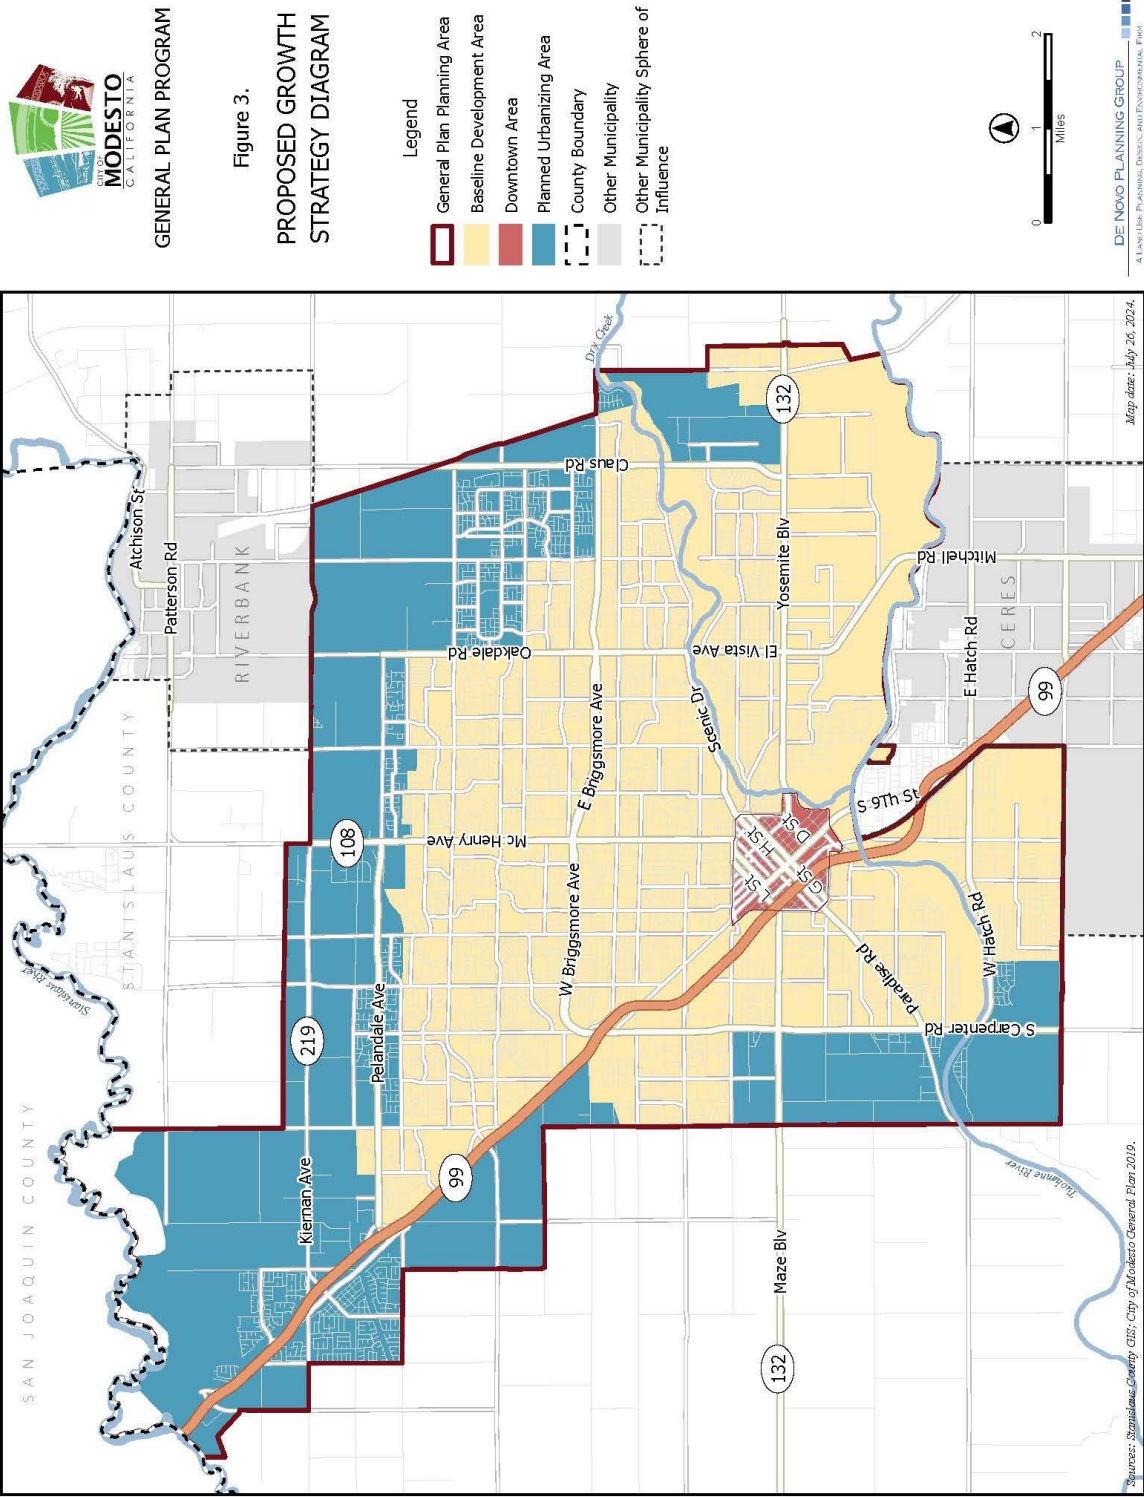 CITY OF
MODESTO
CALIFORNIA
GENERAL PLAN PROGRAM
Figure 3.
PROPOSED GROWTH
STRATEGY DIAGRAM
Legend
General Plan Planning Area
Baseline Development Area
Downtown Area
Planned Urbanizing Area
County Boundary
Other Municipality
Other Municipality Sphere of
Influence
0 1 2
Miles
DE NOVO PLANNING GROUP
A LAND USE PLANNING, DESIGN, AND ENVIRONMENTAL FIRM
SAN JOAQUIN COUNTY
STANISLAUS COUNTY
Stanislaus River
Atchison St
Patterson Rd
RIVERBANK
219
108
Kiernan Ave
Pelandale Ave
99
Mc Henry Ave
Oakdale Rd
Claus Rd
Dry Creek
W Briggsmore Ave
E Briggsmore Ave
Scenic Dr
El Vista Ave
H St
D St
L St
G St
132
Maze Blv
Yosemite Blv
132
Paradise Rd
S 9Th St
Mitchell Rd
S Carpenter Rd
W Hatch Rd
E Hatch Rd
CERES
99
Tuolumne River
Sources: Stanislaus County GIS; City of Modesto General Plan 2019.
Map date: July 26, 2024.